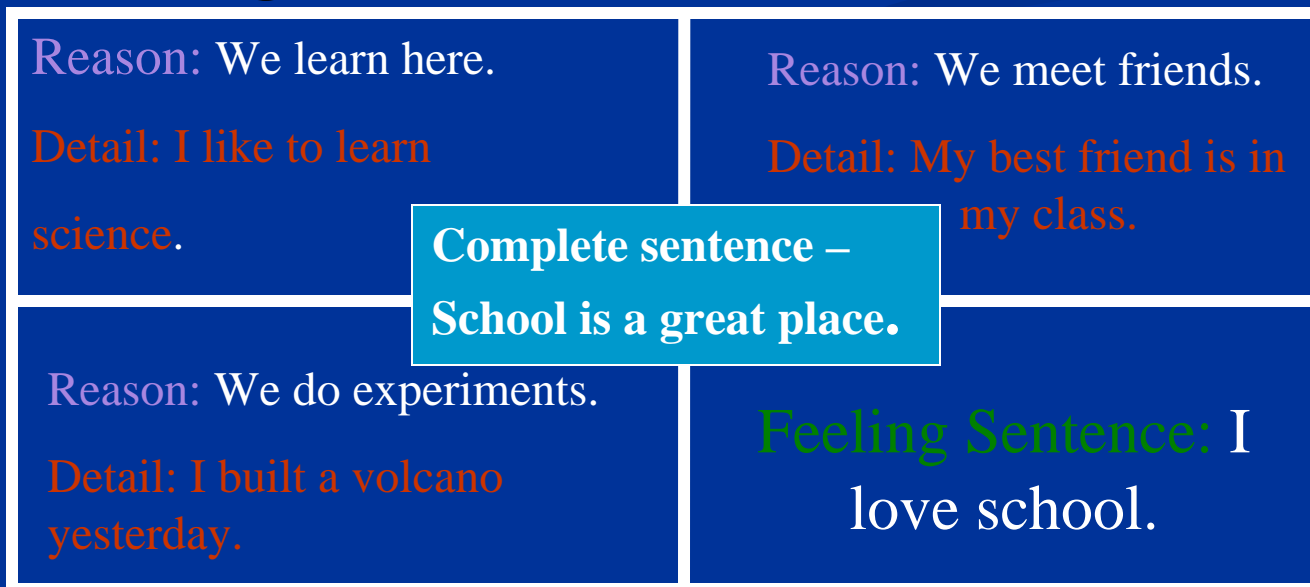 Reason: We learn here.
Detail: I like to learn
science.
Reason: We meet friends.
Detail: My best friend is in
my class.
Complete sentence –
School is a great place.
Reason: We do experiments.
Detail: I built a volcano
yesterday.
Feeling Sentence: I
love school.